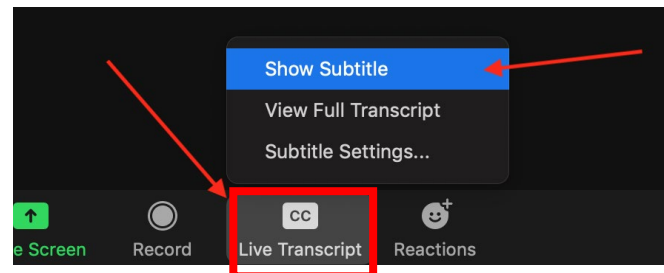 Show Subtitle
View Full Transcript
Subtitle Settings...
CC
e Screen Record Live Transcript Reactions